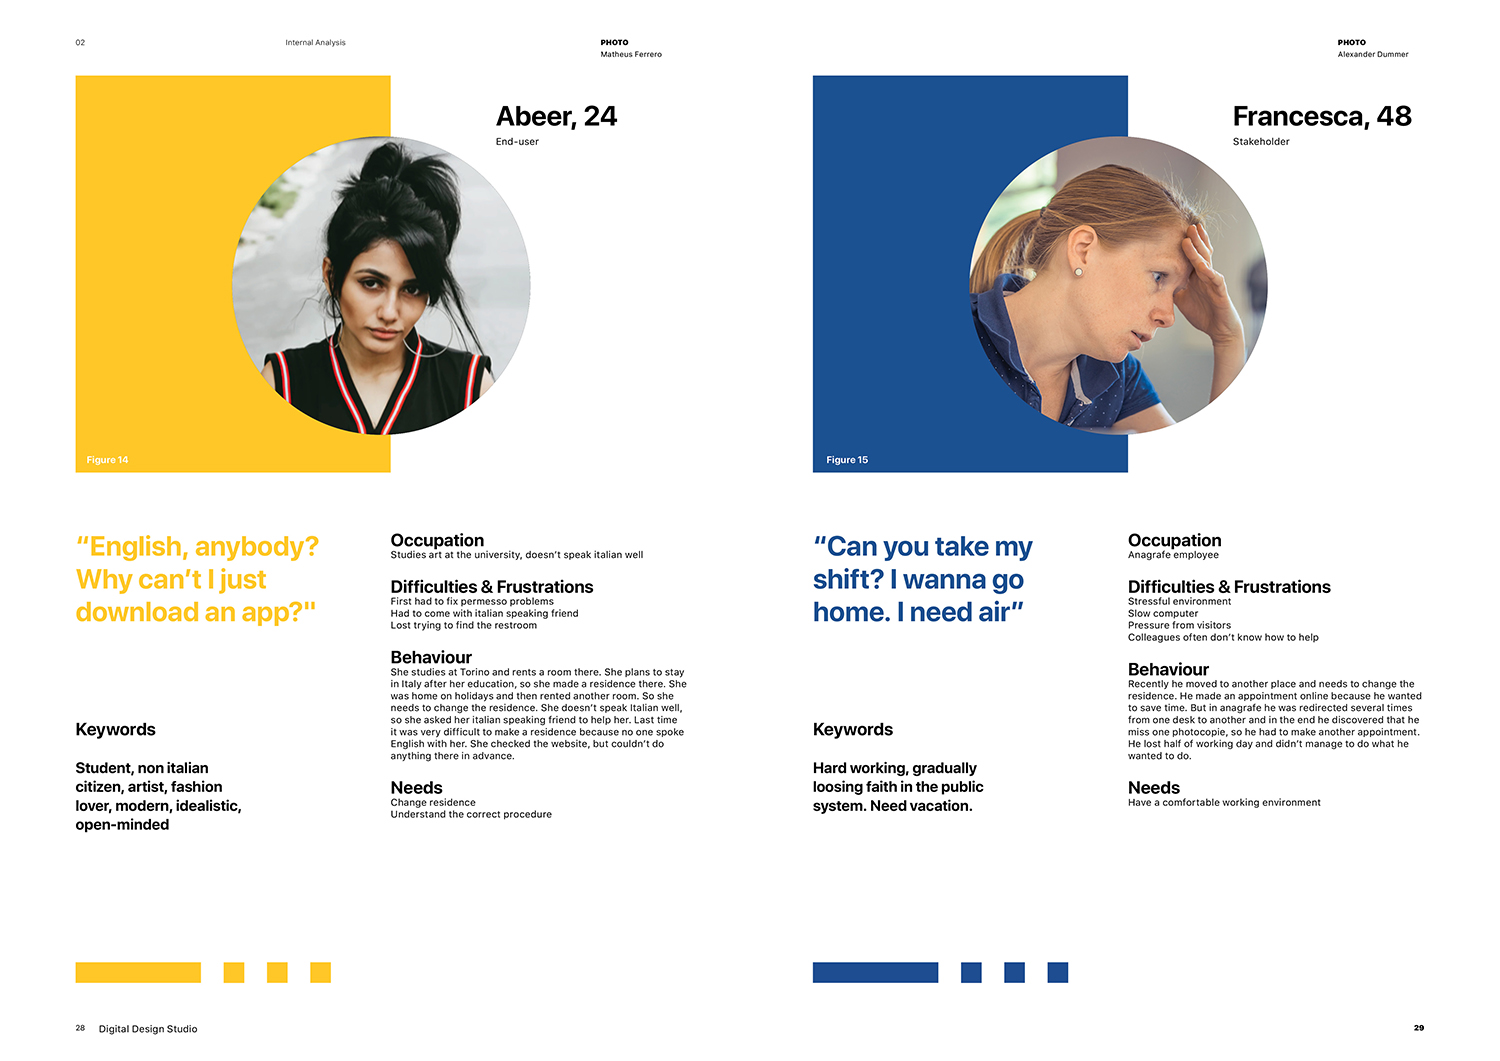 02
Internal Analysis
PHOTO
Matheus Ferrero
Abeer, 24
End-user
Figure 14
“English, anybody?
Why can’t I just
download an app?"
Keywords
Student, non italian
citizen, artist, fashion
lover, modern, idealistic,
open-minded
Occupation
Studies art at the university, doesn’t speak italian well
Difficulties & Frustrations
First had to fix permesso problems
Had to come with italian speaking friend
Lost trying to find the restroom
Behaviour
She studies at Torino and rents a room there. She plans to stay
in Italy after her education, so she made a residence there. She
was home on holidays and then rented another room. So she
needs to change the residence. She doesn’t speak Italian well,
so she asked her italian speaking friend to help her. Last time
it was very difficult to make a residence because no one spoke
English with her. She checked the website, but couldn’t do
anything there in advance.
Needs
Change residence
Understand the correct procedure
28
Digital Design Studio
PHOTO
Alexander Dummer
Francesca, 48
Stakeholder
Figure 15
“Can you take my
shift? I wanna go
home. I need air”
Keywords
Hard working, gradually
loosing faith in the public
system. Need vacation.
Occupation
Anagrafe employee
Difficulties & Frustrations
Stressful environment
Slow computer
Pressure from visitors
Colleagues often don’t know how to help
Behaviour
Recently he moved to another place and needs to change the
residence. He made an appointment online because he wanted
to save time. But in anagrafe he was redirected several times
from one desk to another and in the end he discovered that he
miss one photocopie, so he had to make another appointment.
He lost half of working day and didn’t manage to do what he
wanted to do.
Needs
Have a comfortable working environment
29